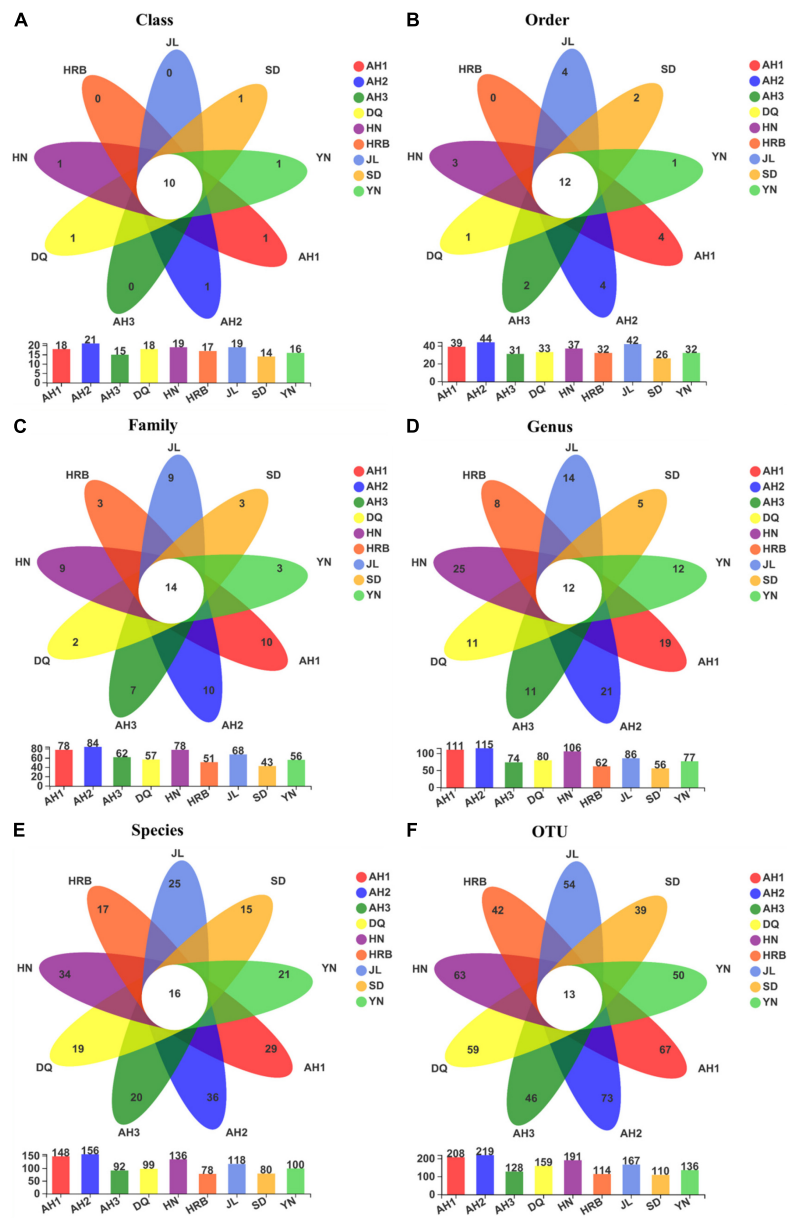 A Class
JL
HRB 0 SD
0 1
HN YN
1 10 1
1 1
DQ AH1
0 1
AH3 AH2
AH1
AH2
AH3
DQ
HN
HRB
JL
SD
YN
20
15
10
5
0
18 21 15 18 19 17 19 14 16
AH1 AH2 AH3 DQ HN HRB JL SD YN
B Order
JL
HRB 4 SD
0 2
HN YN
3 12 1
1 4
DQ AH1
2 4
AH3 AH2
AH1
AH2
AH3
DQ
HN
HRB
JL
SD
YN
40
20
0
39 44 31 33 37 32 42 26 32
AH1 AH2 AH3 DQ HN HRB JL SD YN
C Family
JL
HRB 9 SD
3 3
HN YN
9 14 3
2 10
DQ AH1
7 10
AH3 AH2
AH1
AH2
AH3
DQ
HN
HRB
JL
SD
YN
80
60
40
20
0
78 84 62 57 78 51 68 43 56
AH1 AH2 AH3 DQ HN HRB JL SD YN
D Genus
JL
HRB 14 SD
8 5
HN YN
25 12 12
11 19
DQ AH1
11 21
AH3 AH2
AH1
AH2
AH3
DQ
HN
HRB
JL
SD
YN
100
50
0
111 115 74 80 106 62 86 56 77
AH1 AH2 AH3 DQ HN HRB JL SD YN
E Species
JL
HRB 25 SD
17 15
HN YN
34 16 21
19 29
DQ AH1
20 36
AH3 AH2
AH1
AH2
AH3
DQ
HN
HRB
JL
SD
YN
150
100
50
0
148 156 92 99 136 78 118 80 100
AH1 AH2 AH3 DQ HN HRB JL SD YN
F OTU
JL
HRB 54 SD
42 39
HN YN
63 13 50
59 67
DQ AH1
46 73
AH3 AH2
AH1
AH2
AH3
DQ
HN
HRB
JL
SD
YN
200
100
0
208 219 128 159 191 114 167 110 136
AH1 AH2 AH3 DQ HN HRB JL SD YN